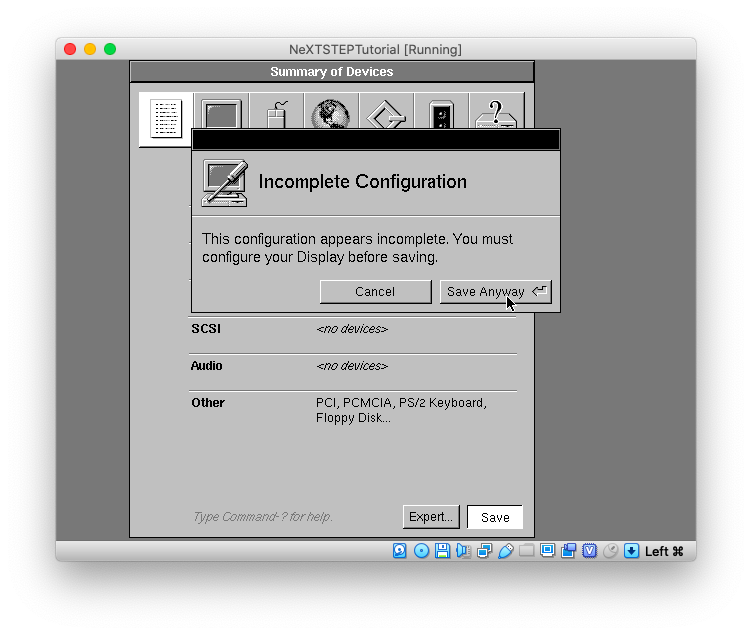 NeXTSTEPTutorial [Running]
Summary of Devices
?
Incomplete Configuration
This configuration appears incomplete. You must
configure your Display before saving.
Cancel
Save Anyway
SCSI
<no devices>
Audio
<no devices>
Other
PCI, PCMCIA, PS/2 Keyboard,
Floppy Disk...
Type Command-? for help.
Expert...
Save
V
Left ⌘